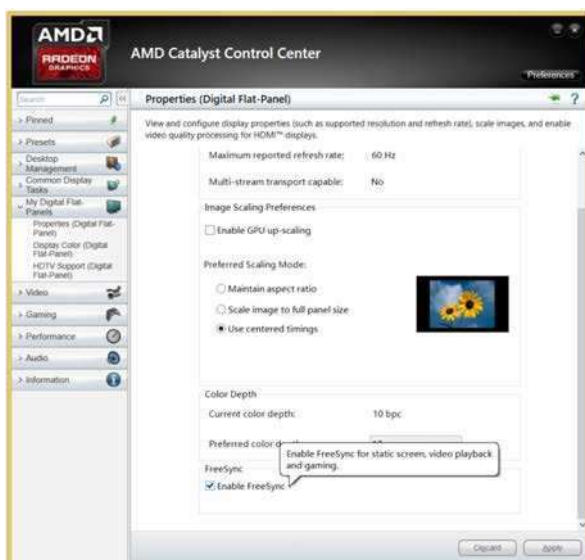 AMD
RADEON
GRAPHICS
AMD Catalyst Control Center
Preferences
Search
Properties (Digital Flat-Panel)
?
Pinned
Presets
Desktop
Management
Common Display
Tasks
My Digital Flat-
Panels
Properties (Digital Flat-
Panel)
Display Color (Digital
Flat-Panel)
HDTV Support (Digital
Flat-Panel)
Video
Gaming
Performance
Audio
Information
View and configure display properties (such as supported resolution and refresh rate), scale images, and enable
video quality processing for HDMI™ displays.
Maximum reported refresh rate: 60 Hz
Multi-stream transport capable: No
Image Scaling Preferences
Enable GPU up-scaling
Preferred Scaling Mode:
Maintain aspect ratio
Scale image to full panel size
Use centered timings
Color Depth
Current color depth: 10 bpc
Preferred color
Enable FreeSync for static screen, video playback
and gaming.
FreeSync
Enable FreeSync
Discard
Apply